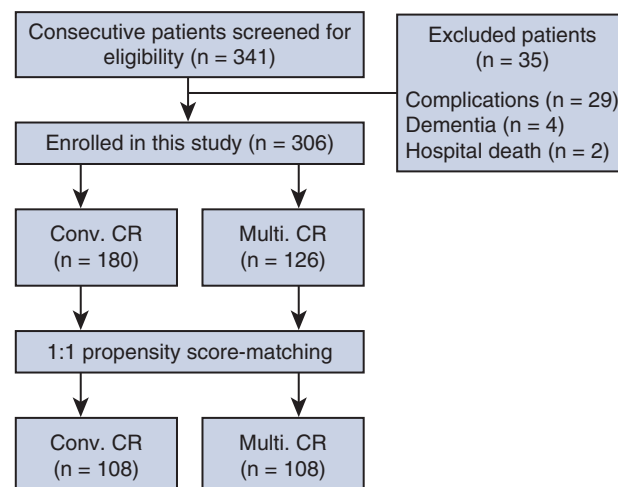 Consecutive patients screened for
eligibility (n = 341)
Excluded patients
(n = 35)
Complications (n = 29)
Dementia (n = 4)
Hospital death (n = 2)
Enrolled in this study (n = 306)
Conv. CR
(n = 180)
Multi. CR
(n = 126)
1:1 propensity score-matching
Conv. CR
(n = 108)
Multi. CR
(n = 108)